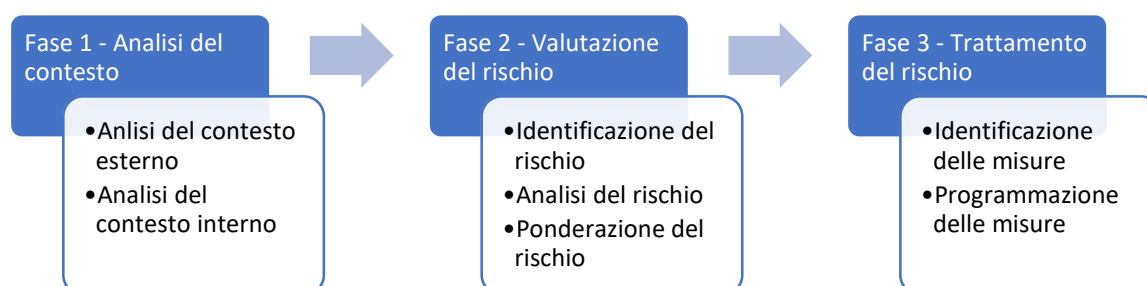 Fase 1 - Analisi del
contesto
•Anlisi del contesto
esterno
•Analisi del
contesto interno
Fase 2 - Valutazione
del rischio
•Identificazione del
rischio
•Analisi del rischio
•Ponderazione del
rischio
Fase 3 - Trattamento
del rischio
•Identificazione
delle misure
•Programmazione
delle misure